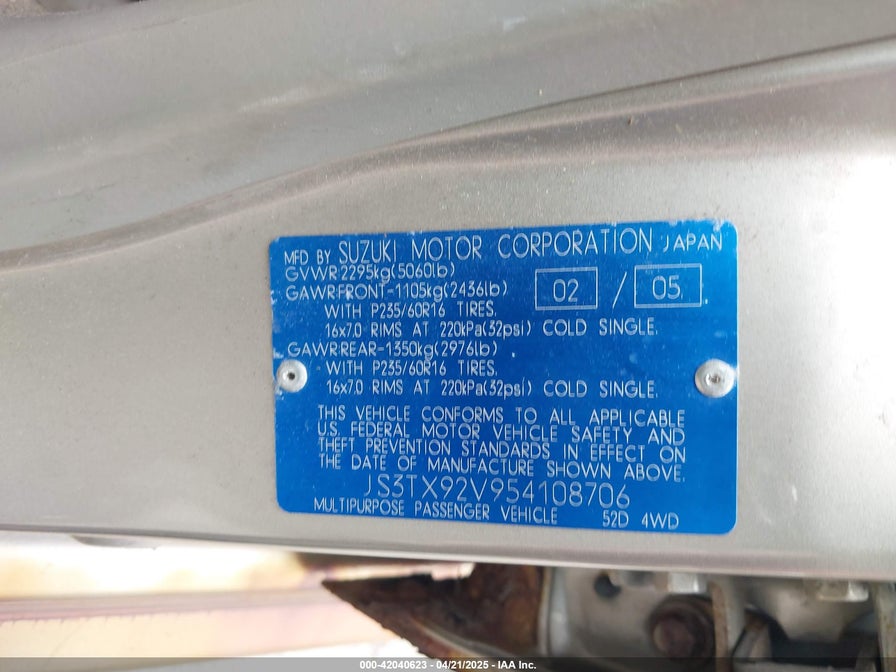 MFD BY SUZUKI MOTOR CORPORATION JAPAN
GVWR:2295kg(5060lb)
GAWR:FRONT-1105kg(2436lb) 02 / 05
WITH P235/60R16 TIRES.
16x7.0 RIMS AT 220kPa(32psi) COLD SINGLE.
GAWR:REAR-1350kg(2976lb)
WITH P235/60R16 TIRES.
16x7.0 RIMS AT 220kPa(32psi) COLD SINGLE.
THIS VEHICLE CONFORMS TO ALL APPLICABLE
U.S. FEDERAL MOTOR VEHICLE SAFETY AND
THEFT PREVENTION STANDARDS IN EFFECT ON
THE DATE OF MANUFACTURE SHOWN ABOVE.
JS3TX92V954108706
MULTIPURPOSE PASSENGER VEHICLE 52D 4WD
000-42040623 - 04/21/2025 - IAA Inc.